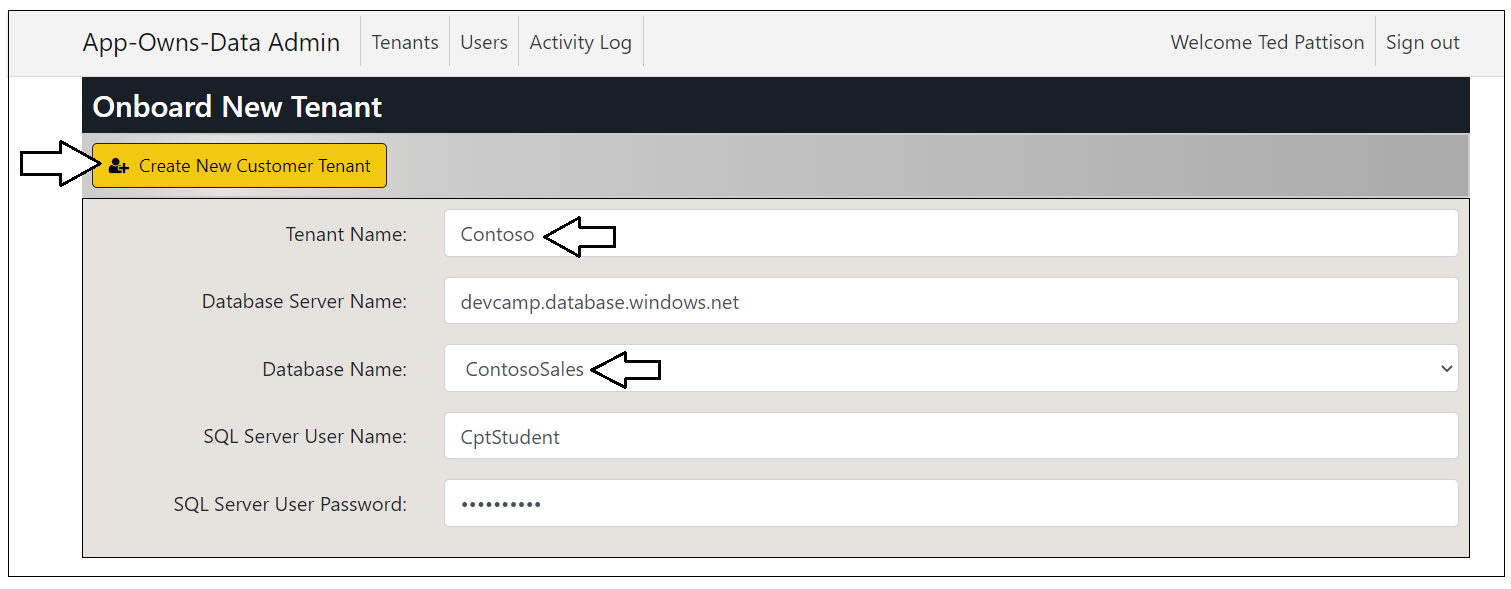 App-Owns-Data Admin Tenants Users Activity Log Welcome Ted Pattison Sign out
Onboard New Tenant
Create New Customer Tenant
Tenant Name: Contoso
Database Server Name: devcamp.database.windows.net
Database Name: ContosoSales
SQL Server User Name: CptStudent
SQL Server User Password: ••••••••••